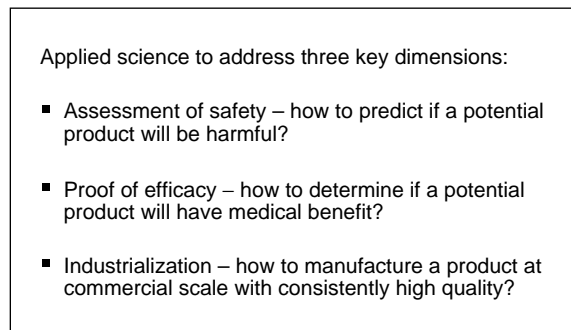 Applied science to address three key dimensions:
▪ Assessment of safety – how to predict if a potential
product will be harmful?
▪ Proof of efficacy – how to determine if a potential
product will have medical benefit?
▪ Industrialization – how to manufacture a product at
commercial scale with consistently high quality?